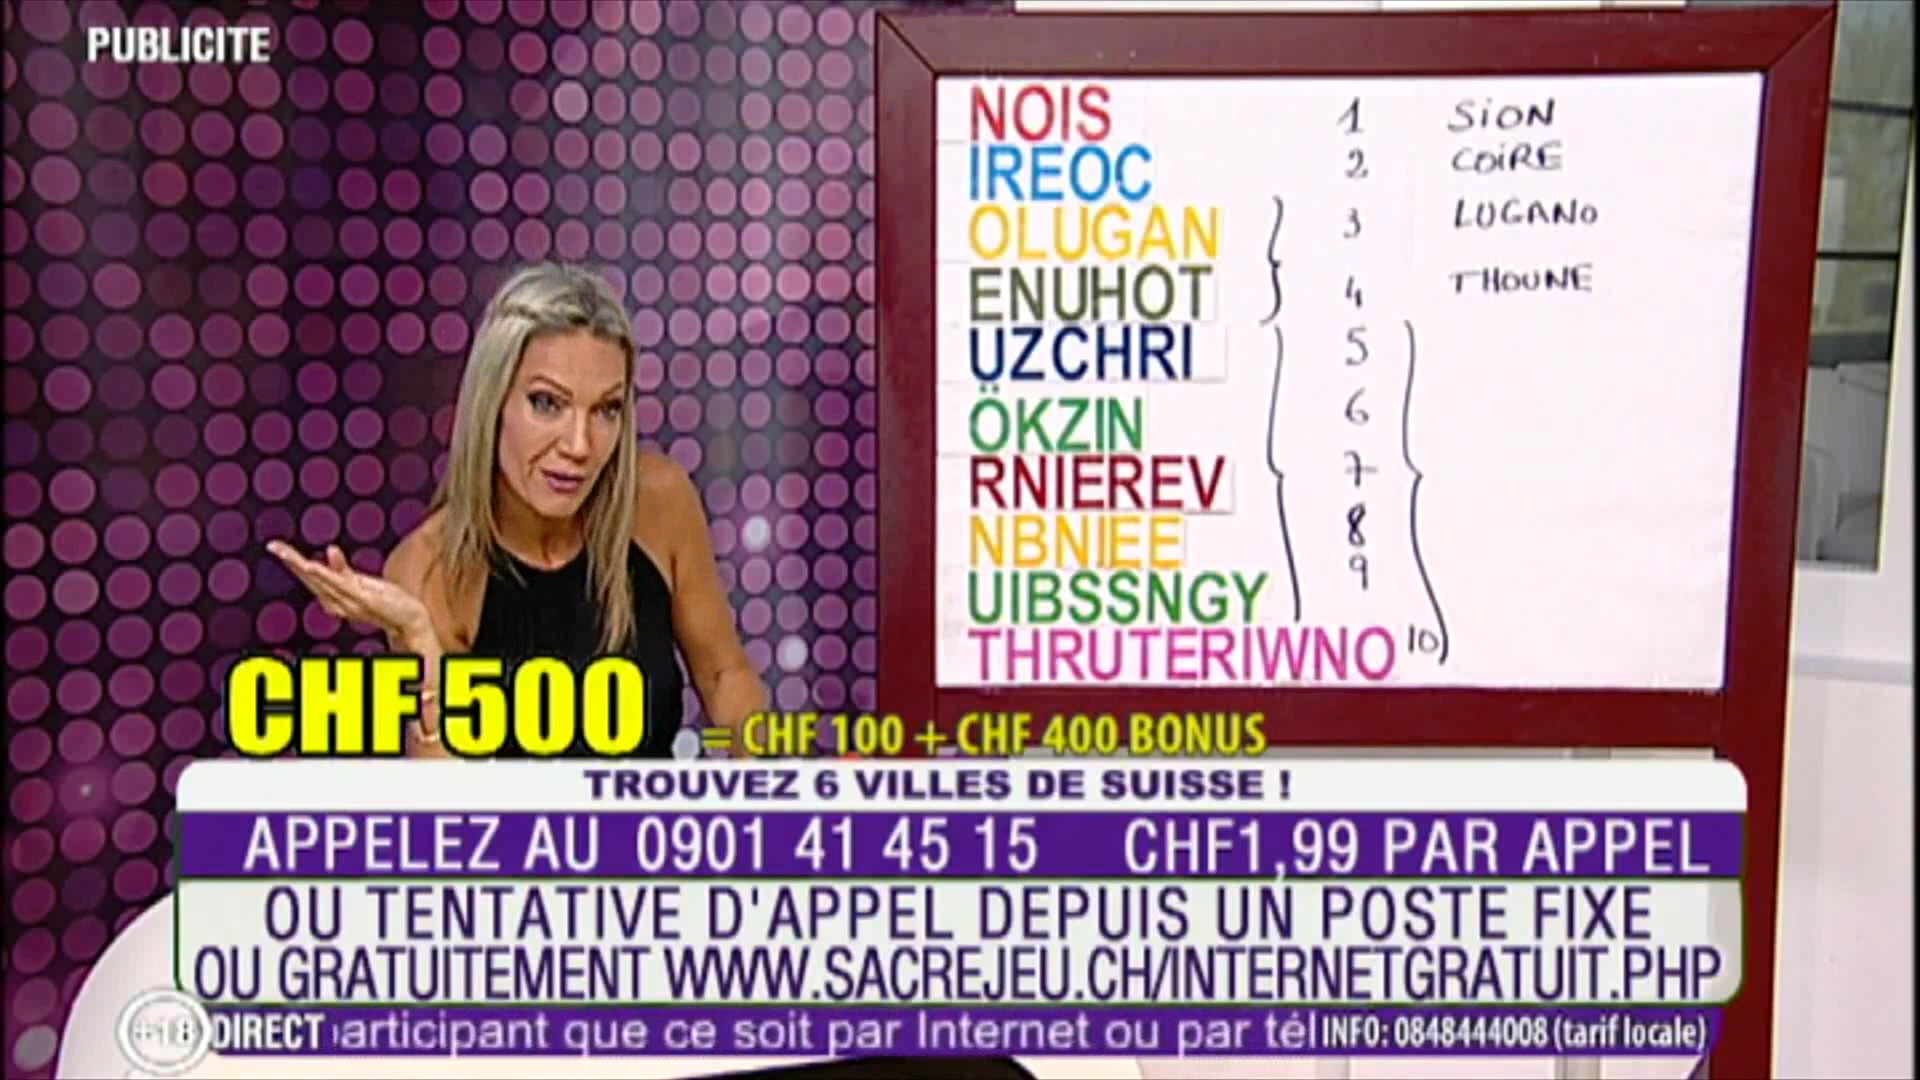 PUBLICITE
NOIS 1 SiON
IREOC 2 COiRE
OLUGAN 3 LUGANO
ENUHOT 4 THOUNE
UZCHRI 5
ÖKZIN 6
RNIEREV 7
NBNIEE 8
UIBSSNGY 9
THRUTERIWNO 10
CHF 500 = CHF 100 + CHF 400 BONUS
TROUVEZ 6 VILLES DE SUISSE !
APPELEZ AU 0901 41 45 15 CHF1,99 PAR APPEL
OU TENTATIVE D'APPEL DEPUIS UN POSTE FIXE
OU GRATUITEMENT WWW.SACREJEU.CH/INTERNETGRATUIT.PHP
+18 DIRECT articipant que ce soit par Internet ou par tél INFO: 0848444008 (tarif locale)